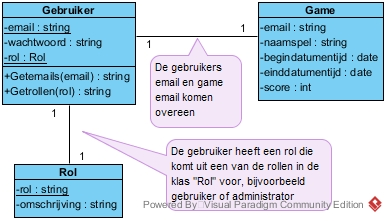 Gebruiker
-email : string
-wachtwoord : string
-rol : Rol
+Getemails(email) : string
+Getrollen(rol) : string
1
1
Game
-email : string
-naamspel : string
-begindatumentijd : date
-einddatumentijd : date
-score : int
De gebruikers
email en game
email komen
overeen
1
1
De gebruiker heeft een rol die
komt uit een van de rollen in de
klas "Rol" voor, bijvoorbeeld
gebruiker of administrator
Rol
-rol : string
-omschrijving : string
Powered By Visual Paradigm Community Edition